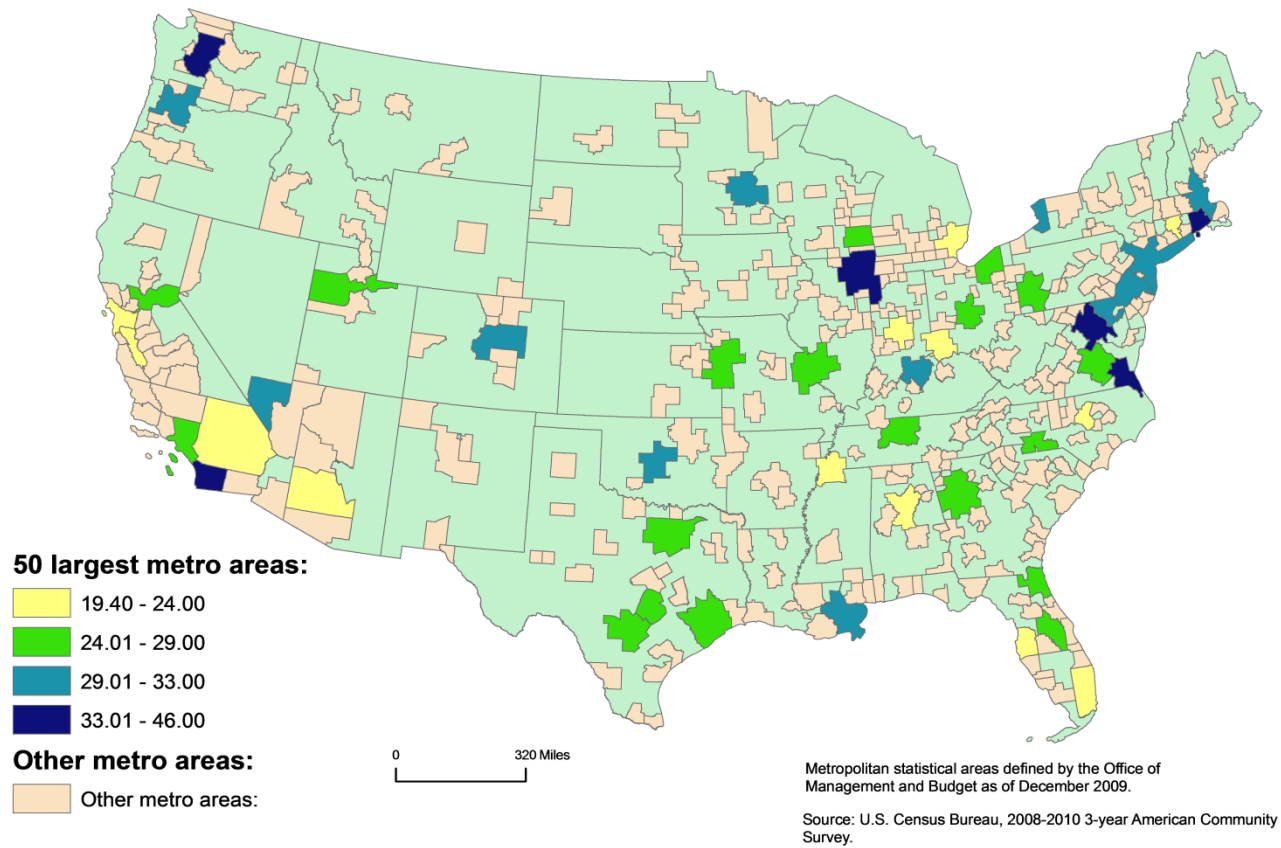 50 largest metro areas:
19.40 - 24.00
24.01 - 29.00
29.01 - 33.00
33.01 - 46.00
Other metro areas:
Other metro areas:
0 320 Miles
Metropolitan statistical areas defined by the Office of
Management and Budget as of December 2009.
Source: U.S. Census Bureau, 2008-2010 3-year American Community
Survey.